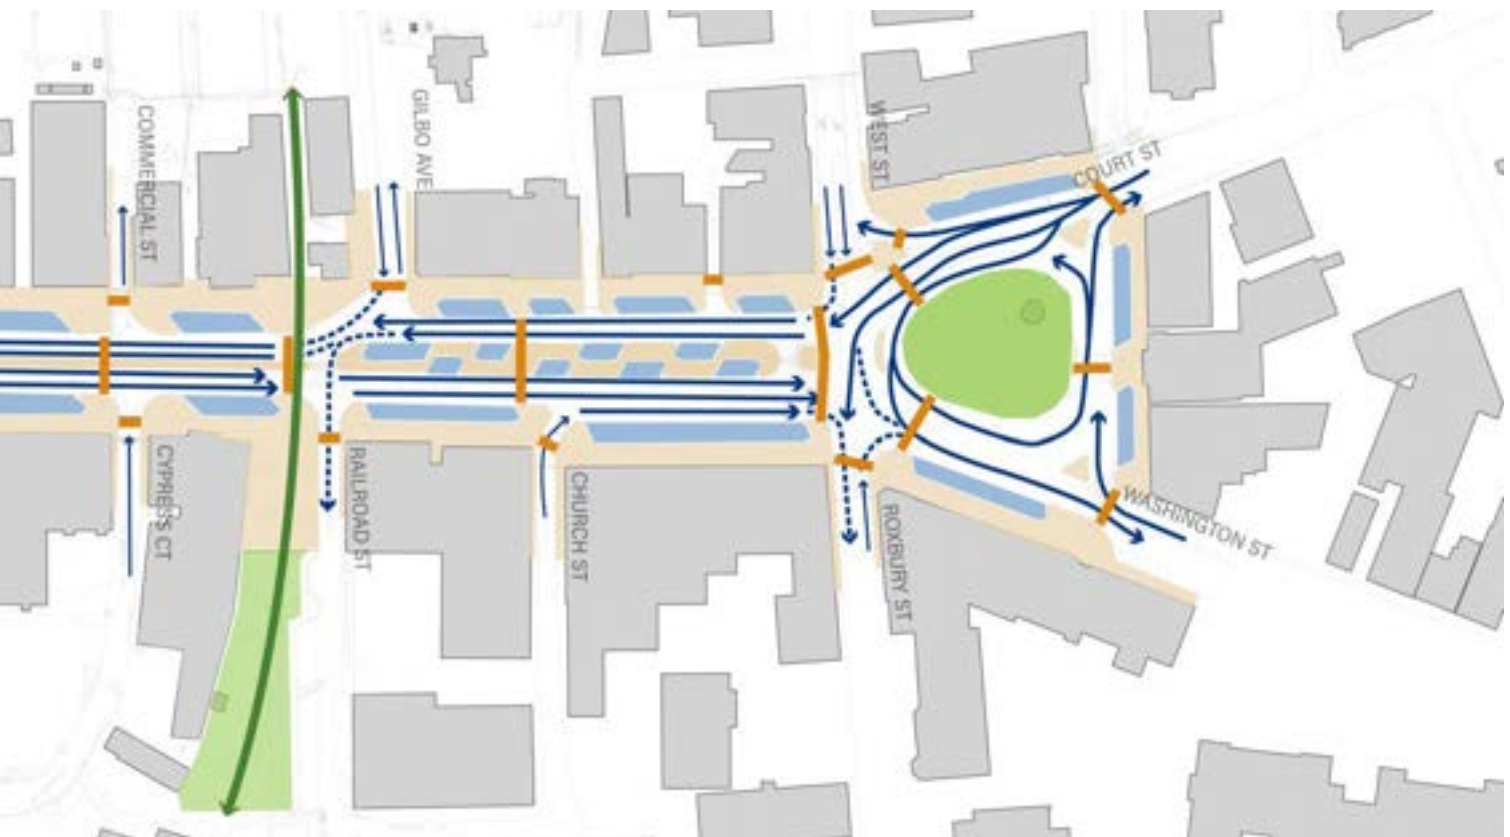 COMMERCIAL ST
GILBO AVE
WEST ST
COURT ST
CYPRESS CT
RAILROAD ST
CHURCH ST
ROXBURY ST
WASHINGTON ST